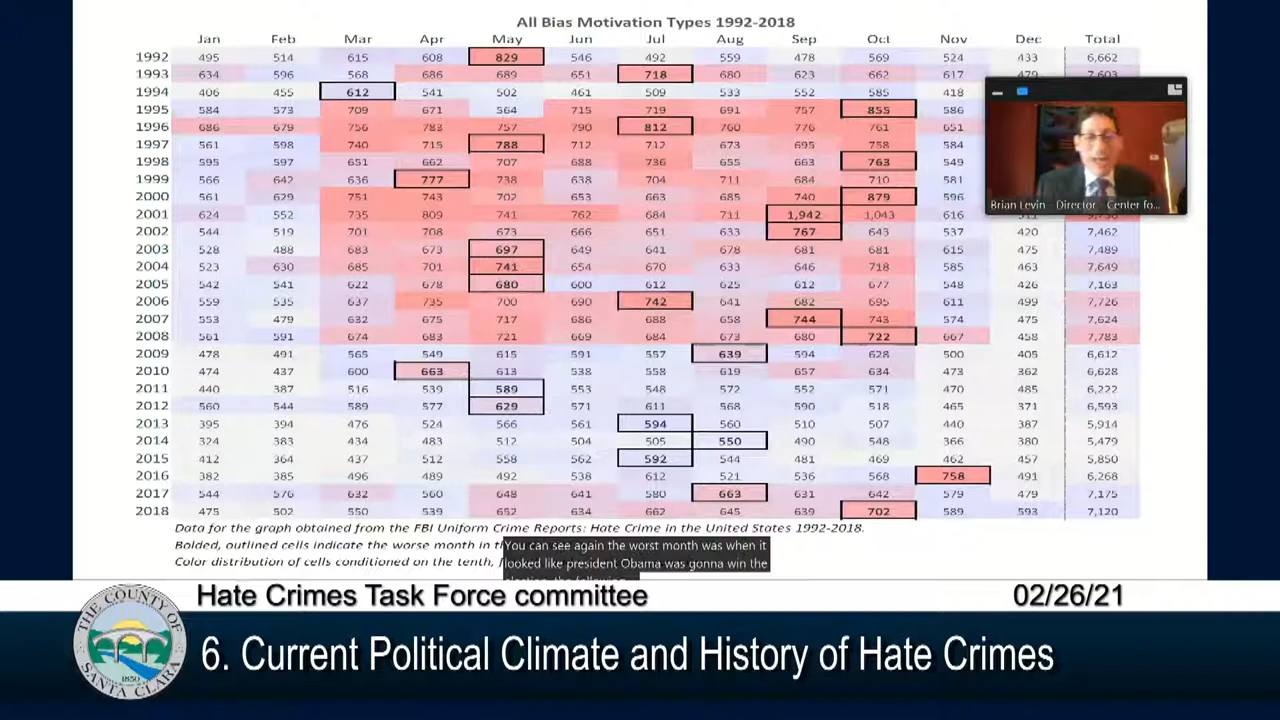 All Bias Motivation Types 1992-2018
Jan Feb Mar Apr May Jun Jul Aug Sep Oct Nov Dec Total
1992 495 514 615 608 829 546 492 559 478 569 524 433 6,662
1993 634 596 568 686 689 651 718 680 623 662 617 479 7,603
1994 406 455 612 541 502 461 509 533 552 585 418
1995 584 573 709 671 564 715 719 691 757 855 586
1996 686 679 756 783 757 790 812 760 776 761 651
1997 561 598 740 715 788 712 712 673 695 758 584
1998 595 597 651 662 707 688 736 655 663 763 549
1999 566 642 636 777 738 638 704 711 684 710 581
2000 561 629 751 743 702 653 663 685 740 879 596
2001 624 552 735 809 741 762 684 711 1,942 1,043 616
2002 544 519 701 708 673 666 651 633 767 643 537 420 7,462
2003 528 488 683 673 697 649 641 678 681 681 615 475 7,489
2004 523 630 685 701 741 654 670 633 646 718 585 463 7,649
2005 542 541 622 678 680 600 612 625 612 677 548 426 7,163
2006 559 535 637 735 700 690 742 641 682 695 611 499 7,726
2007 553 479 632 675 717 686 688 658 744 743 574 475 7,624
2008 561 591 674 683 721 669 684 673 680 722 667 458 7,783
2009 478 491 565 549 615 591 557 639 594 628 500 405 6,612
2010 474 437 600 663 613 538 558 619 657 634 473 362 6,628
2011 440 387 516 539 589 553 548 572 552 571 470 485 6,222
2012 560 544 589 577 629 571 611 568 590 518 465 371 6,593
2013 395 394 476 524 566 561 594 560 510 507 440 387 5,914
2014 324 383 434 483 512 504 505 550 490 548 366 380 5,479
2015 412 364 437 512 558 562 592 544 481 469 462 457 5,850
2016 382 385 496 489 492 538 612 521 536 568 758 491 6,268
2017 544 576 632 560 648 641 580 663 631 642 579 479 7,175
2018 475 502 550 539 652 634 662 645 639 702 589 593 7,120
Brian Levin - Director - Center fo...
Data for the graph obtained from the FBI Uniform Crime Reports: Hate Crime in the United States 1992-2018.
Bolded, outlined cells indicate the worse month in
Color distribution of cells conditioned on the tenth,
You can see again the worst month was when it
looked like president Obama was gonna win the
Hate Crimes Task Force committee 02/26/21
THE COUNTY OF SANTA CLARA
1850
6. Current Political Climate and History of Hate Crimes